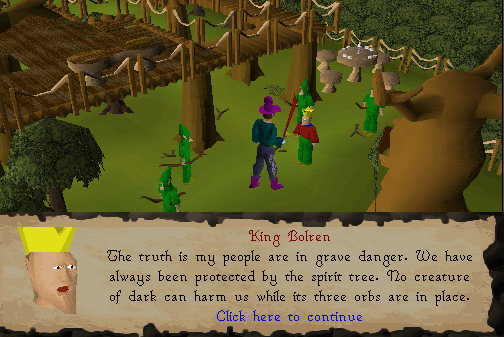 King Bolren
The truth is my people are in grave danger. We have
always been protected by the spirit tree. No creature
of dark can harm us while its three orbs are in place.
Click here to continue